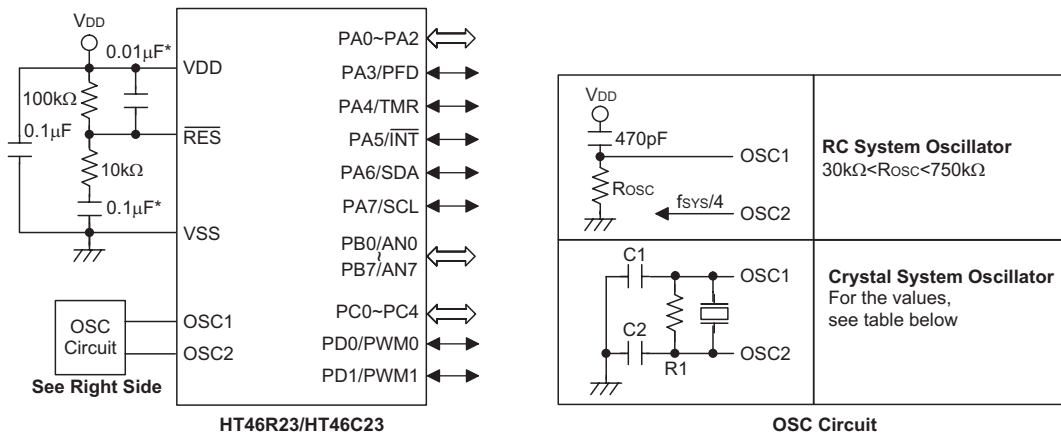 VDD
0.01μF*
100kΩ
0.1μF
10kΩ
0.1μF*
VDD
RES
VSS
OSC1
OSC2
OSC
Circuit
See Right Side
PA0~PA2
PA3/PFD
PA4/TMR
PA5/INT
PA6/SDA
PA7/SCL
PB0/AN0
~
PB7/AN7
PC0~PC4
PD0/PWM0
PD1/PWM1
HT46R23/HT46C23
VDD
470pF
OSC1
ROSC
fSYS/4
OSC2
RC System Oscillator
30kΩ<ROSC<750kΩ
C1
OSC1
C2
OSC2
R1
Crystal System Oscillator
For the values,
see table below
OSC Circuit